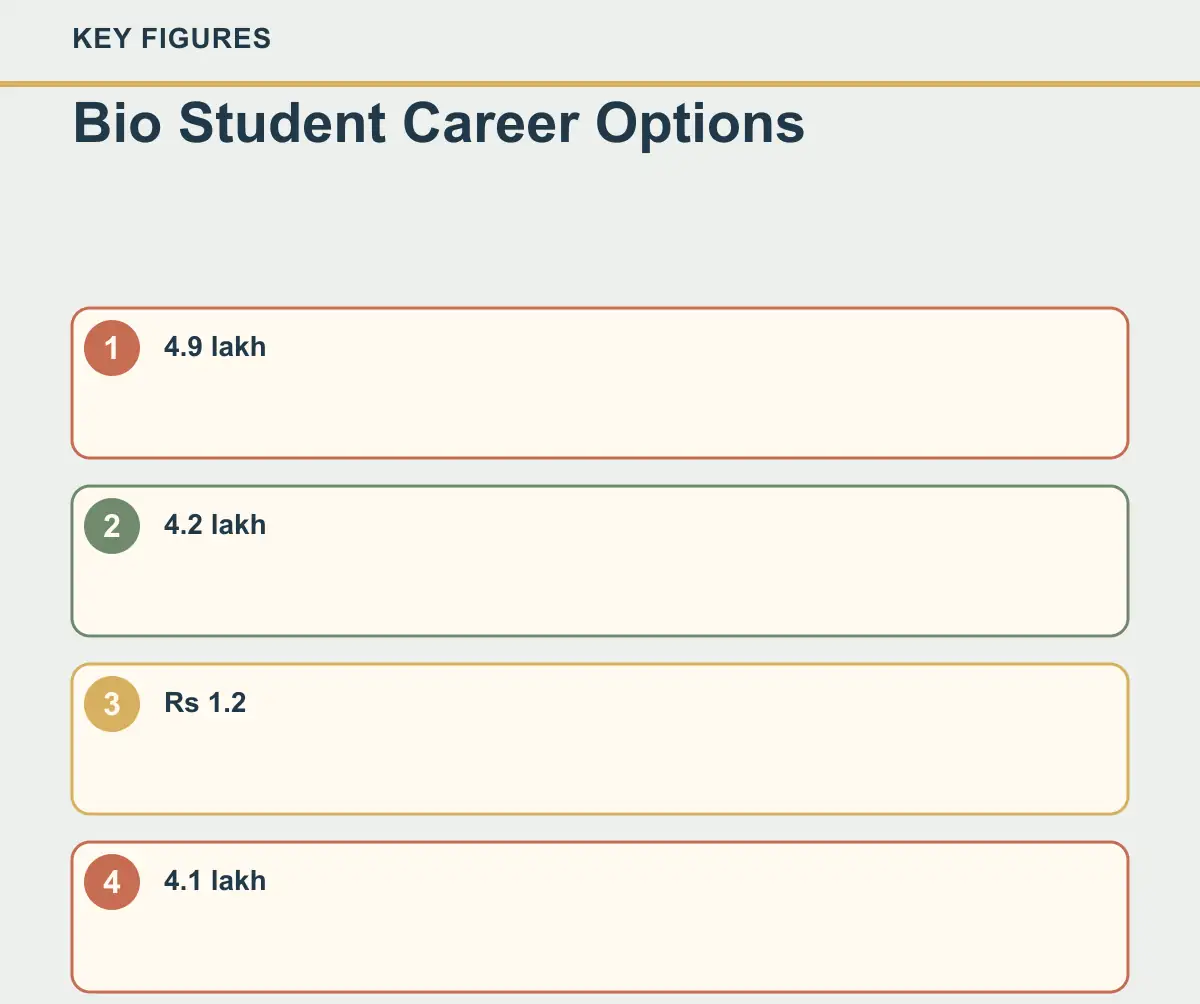 KEY FIGURES
Bio Student Career Options
1
4.9 lakh
2
4.2 lakh
3
Rs 1.2
4
4.1 lakh